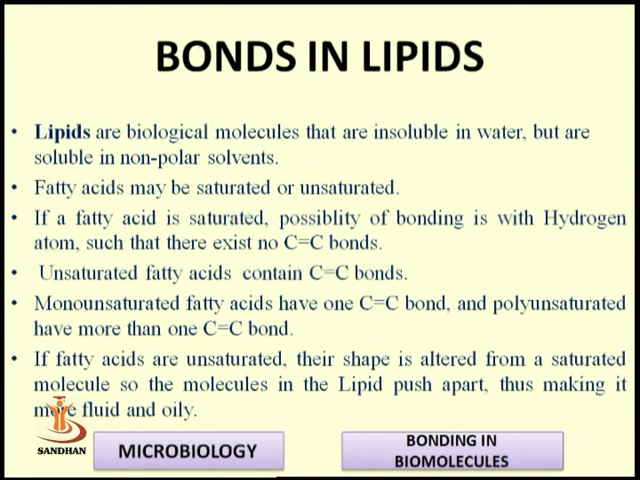 BONDS IN LIPIDS
• Lipids are biological molecules that are insoluble in water, but are
soluble in non-polar solvents.
• Fatty acids may be saturated or unsaturated.
• If a fatty acid is saturated, possiblity of bonding is with Hydrogen
atom, such that there exist no C=C bonds.
• Unsaturated fatty acids contain C=C bonds.
• Monounsaturated fatty acids have one C=C bond, and polyunsaturated
have more than one C=C bond.
• If fatty acids are unsaturated, their shape is altered from a saturated
molecule so the molecules in the Lipid push apart, thus making it
more fluid and oily.
SANDHAN
MICROBIOLOGY
BONDING IN
BIOMOLECULES